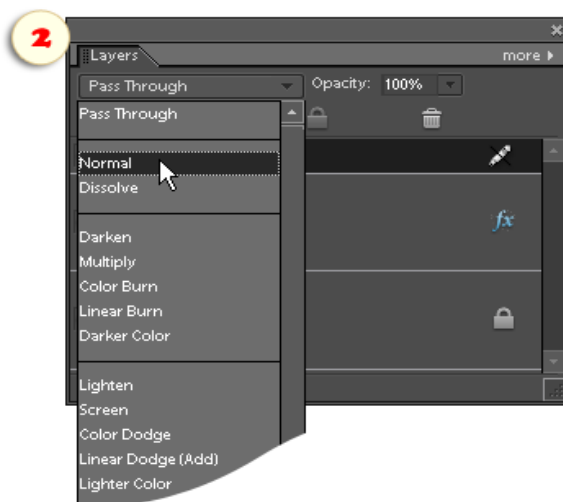 2
Layers more
Pass Through Opacity: 100%
Pass Through
Normal
Dissolve
fx
Darken
Multiply
Color Burn
Linear Burn
Darker Color
Lighten
Screen
Color Dodge
Linear Dodge (Add)
Lighter Color